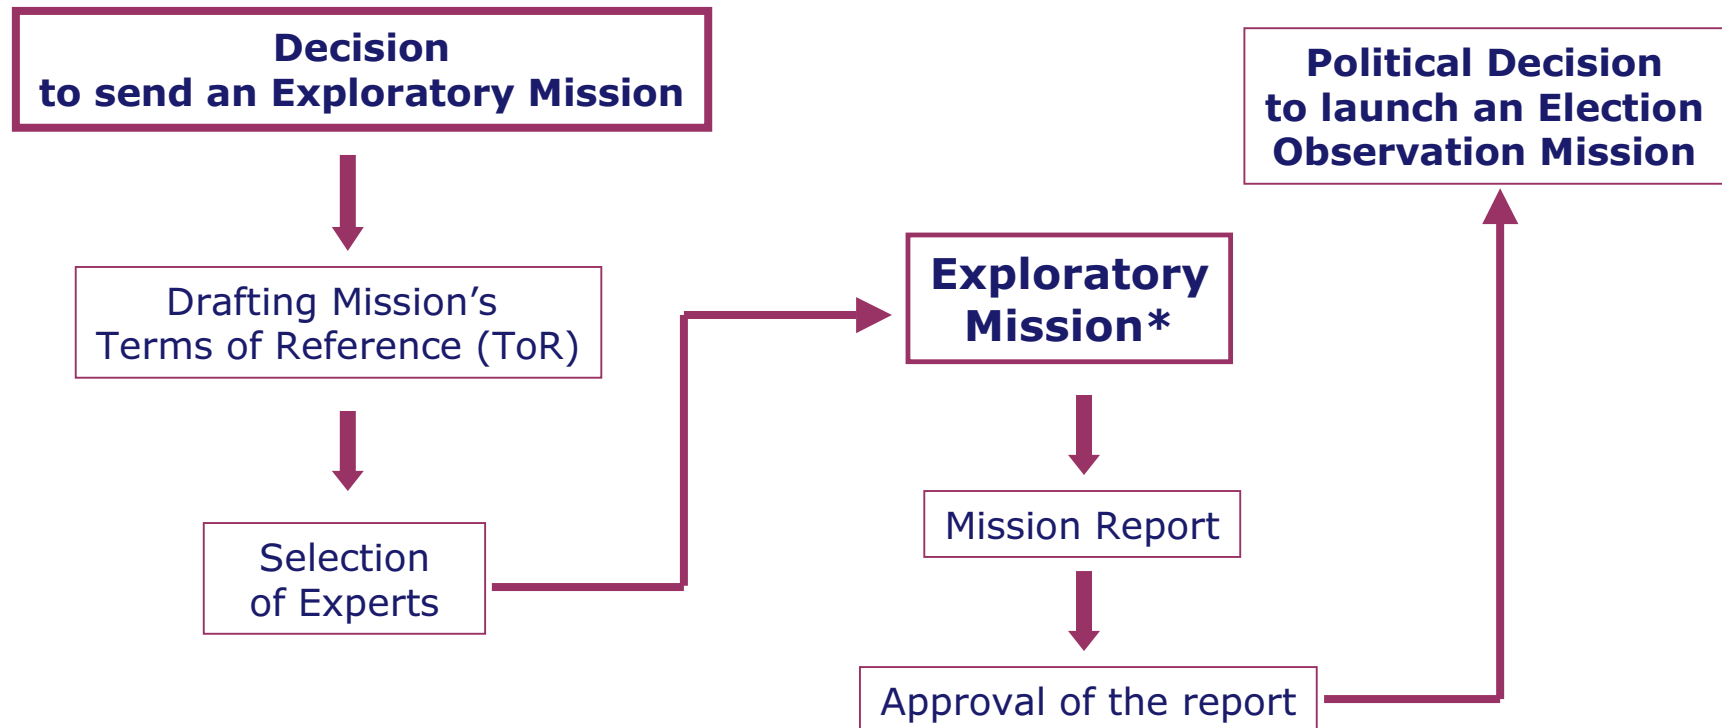 Decision
to send an Exploratory Mission
Drafting Mission’s
Terms of Reference (ToR)
Selection
of Experts
Exploratory
Mission*
Mission Report
Approval of the report
Political Decision
to launch an Election
Observation Mission